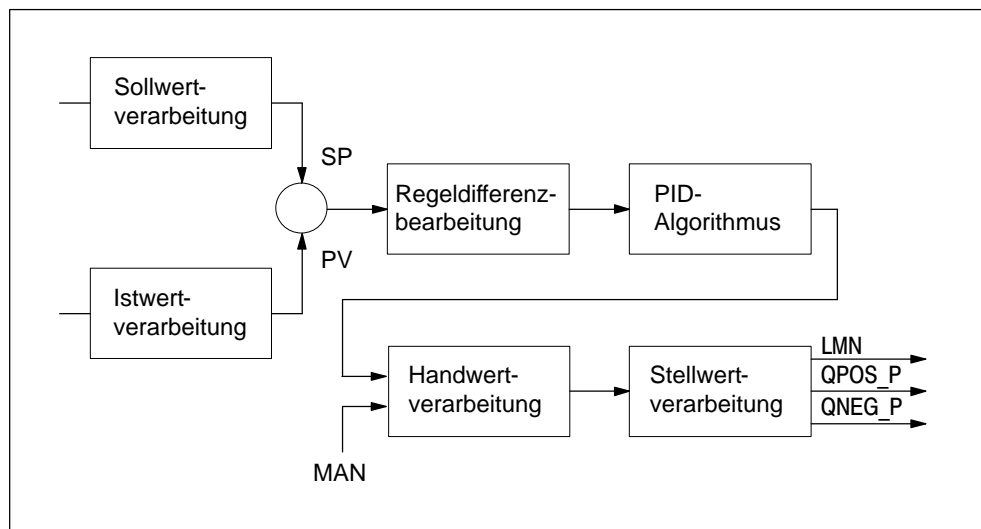 Sollwert-
verarbeitung
SP
Regeldifferenz-
bearbeitung
PID-
Algorithmus
PV
Istwert-
verarbeitung
Handwert-
verarbeitung
Stellwert-
verarbeitung
LMN
QPOS_P
QNEG_P
MAN